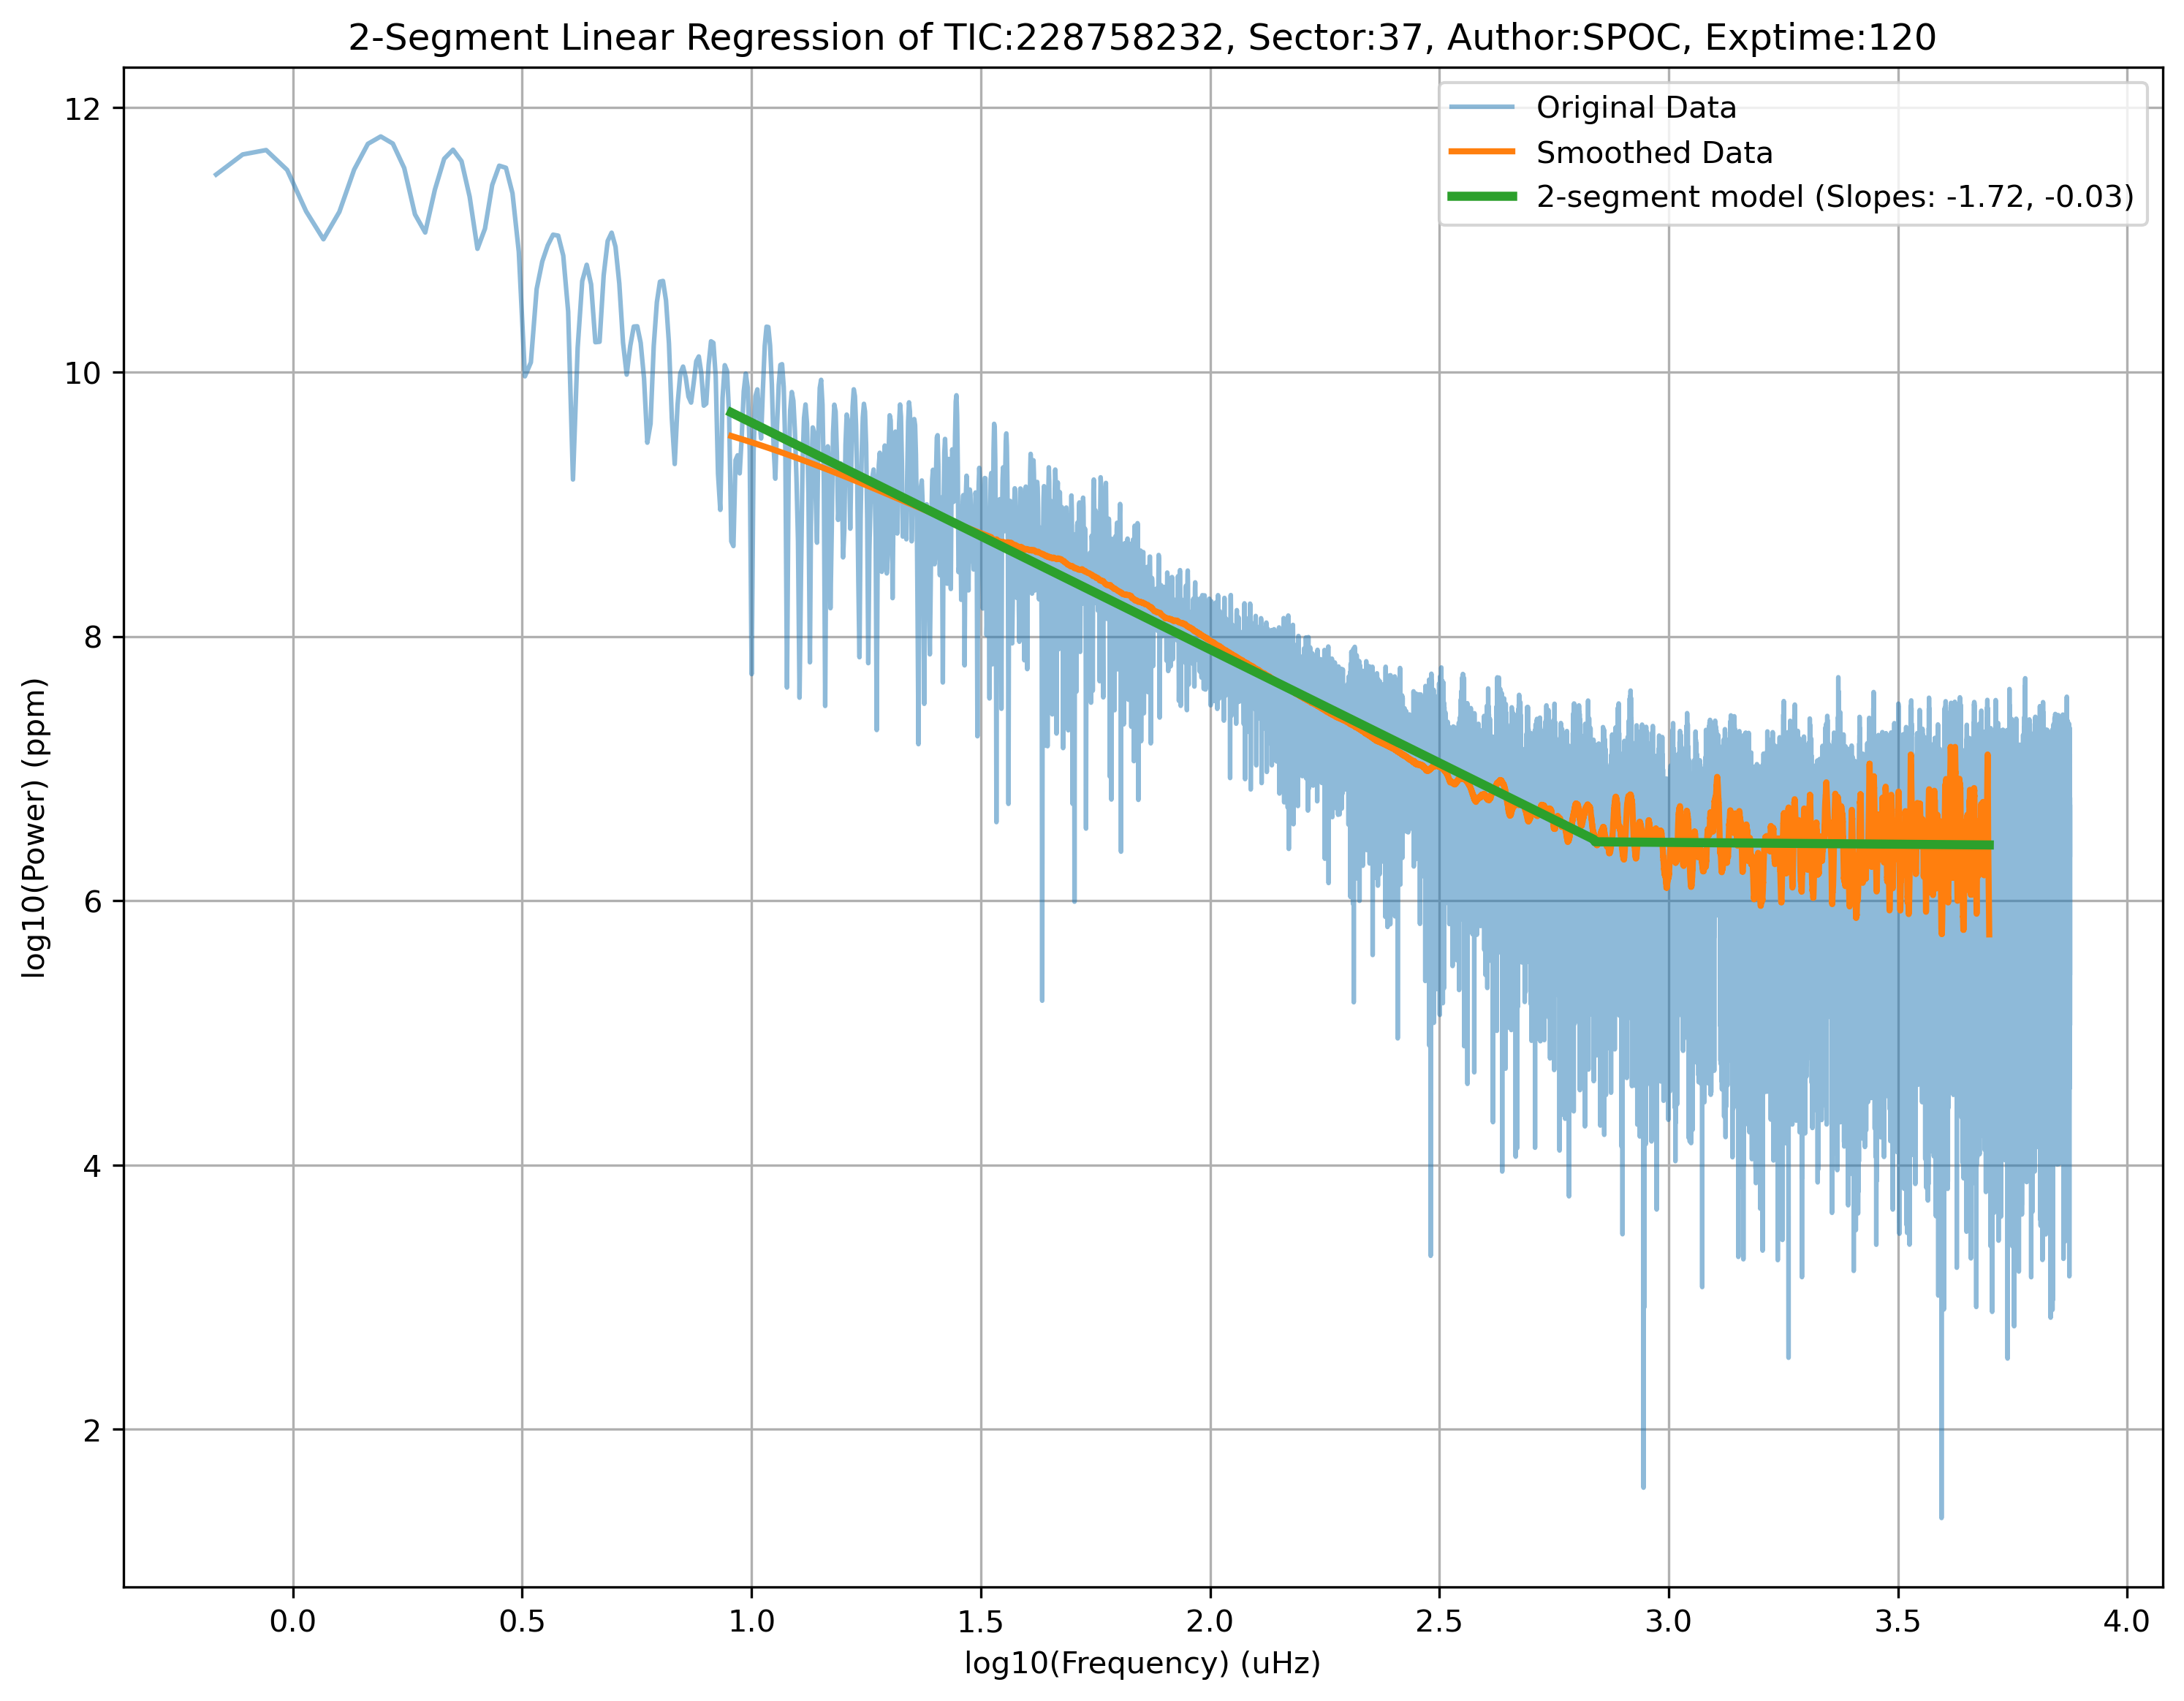 2-Segment Linear Regression of TIC:228758232, Sector:37, Author:SPOC, Exptime:120
Original Data
Smoothed Data
2-segment model (Slopes: -1.72, -0.03)
log10(Power) (ppm)
12
10
8
6
4
2
0.0 0.5 1.0 1.5 2.0 2.5 3.0 3.5 4.0
log10(Frequency) (uHz)